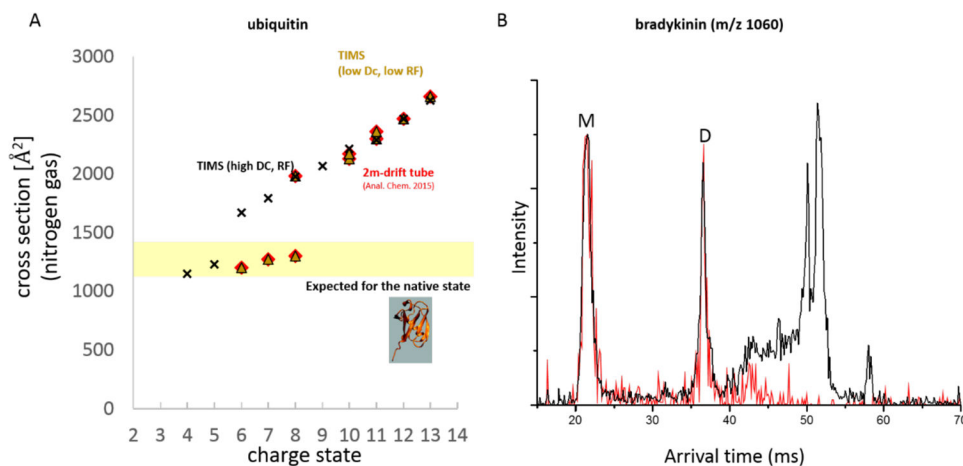 A
ubiquitin
3000
2500
2000
1500
1000
500
0
cross section [Å²]
(nitrogen gas)
TIMS
(low Dc, low RF)
TIMS (high DC, RF)
2m-drift tube
(Anal. Chem. 2015)
Expected for the native state
2 3 4 5 6 7 8 9 10 11 12 13 14
charge state
B
bradykinin (m/z 1060)
M
D
Intensity
20 30 40 50 60 70
Arrival time (ms)